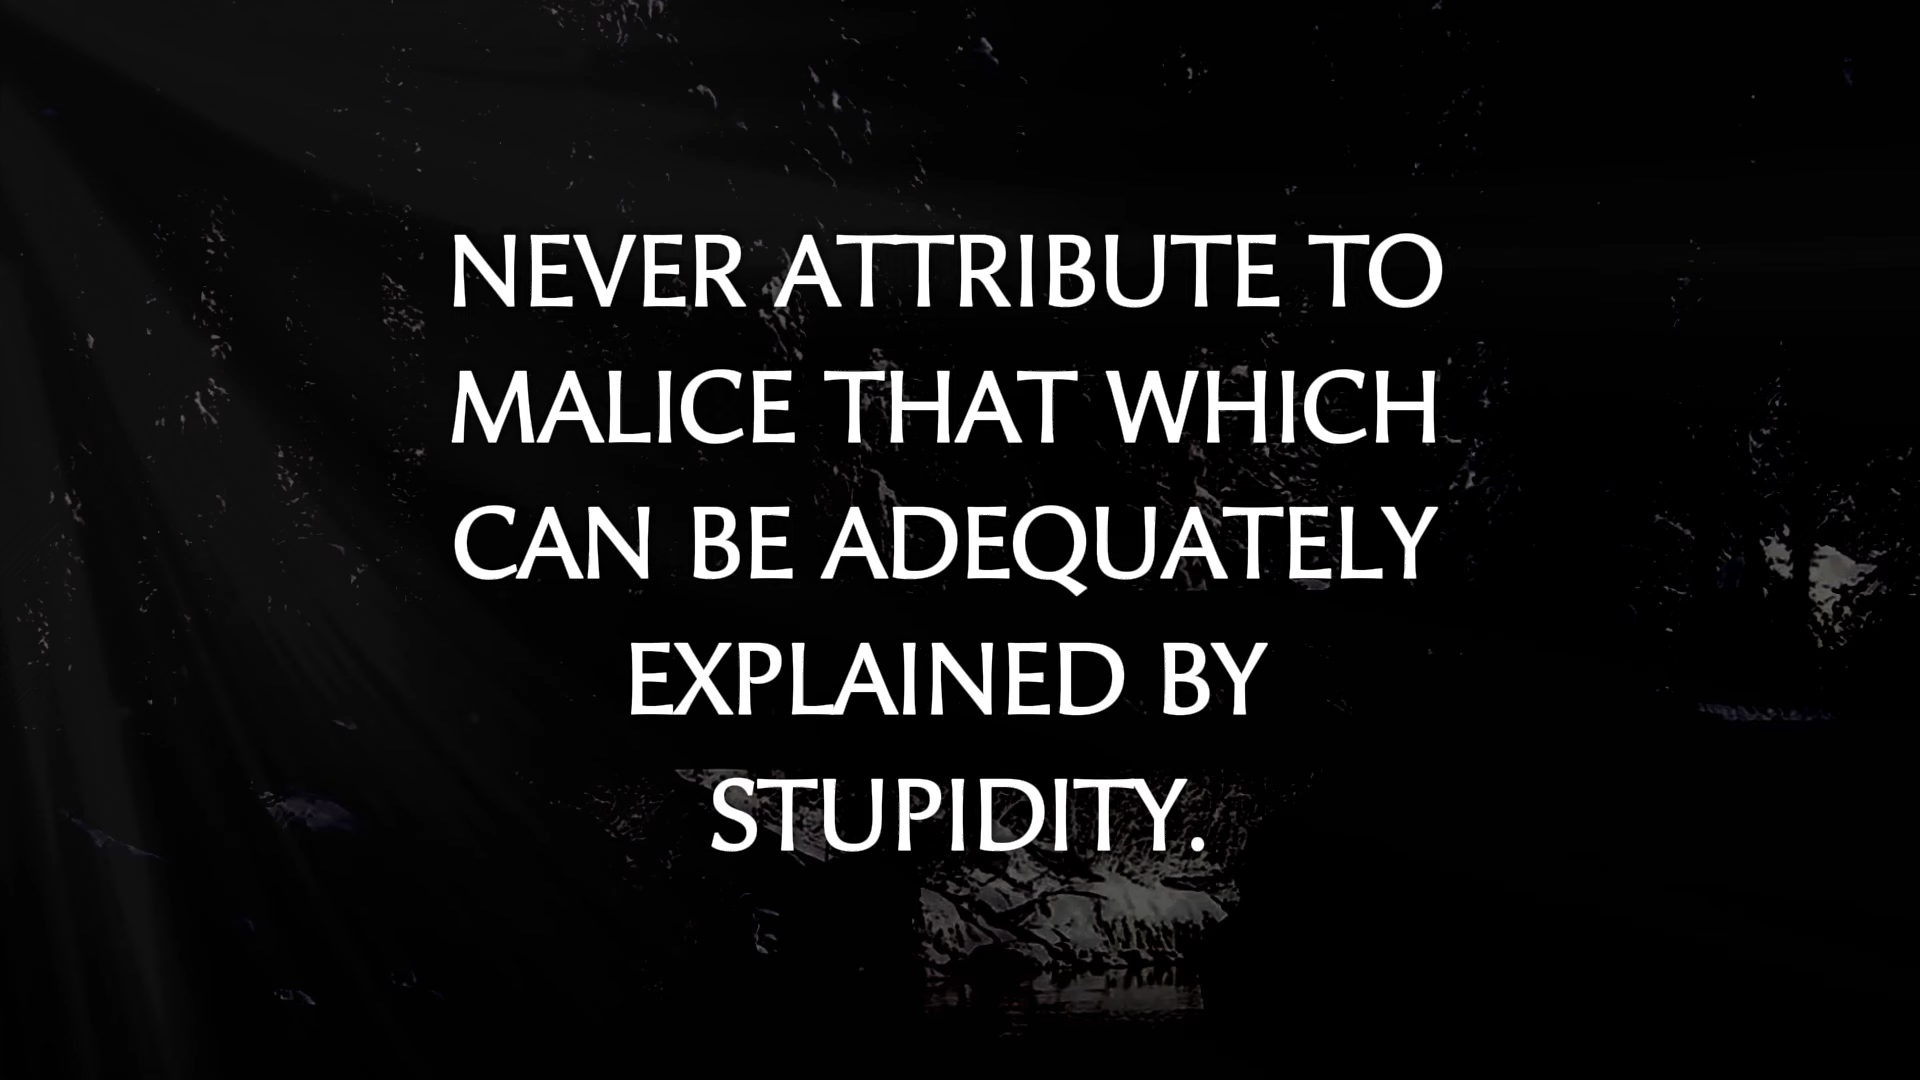 NEVER ATTRIBUTE TO
MALICE THAT WHICH
CAN BE ADEQUATELY
EXPLAINED BY
STUPIDITY.